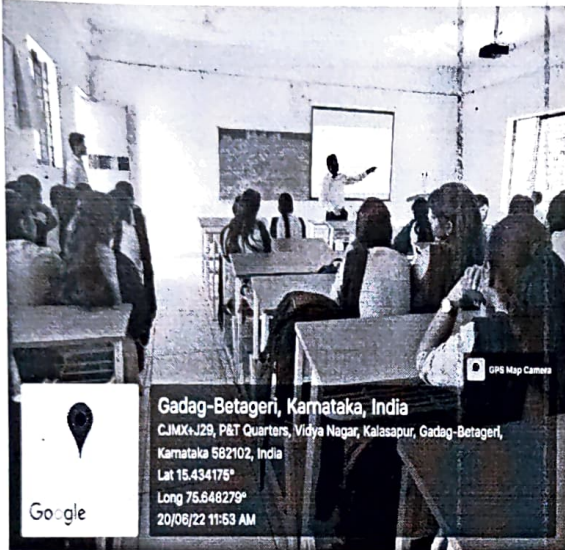 GPS Map Camera
Gadag-Betageri, Karnataka, India
CJMX+J29, P&T Quarters, Vidya Nagar, Kalasapur, Gadag-Betageri,
Karnataka 582102, India
Lat 15.434175°
Long 75.648279°
20/06/22 11:53 AM
Google